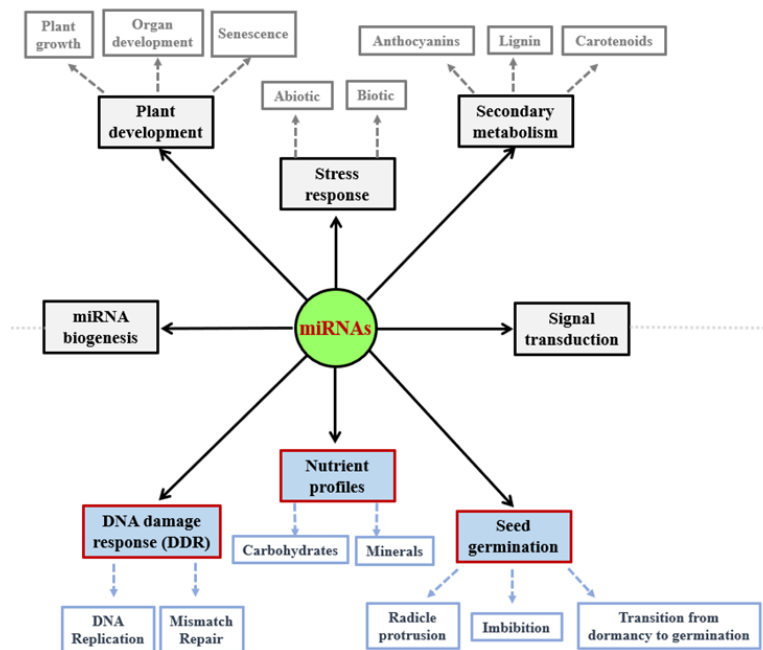 Plant
growth
Organ
development
Senescence
Anthocyanins
Lignin
Carotenoids
Plant
development
Abiotic
Biotic
Secondary
metabolism
Stress
response
miRNA
biogenesis
miRNAs
Signal
transduction
Nutrient
profiles
DNA damage
response (DDR)
Seed
germination
Carbohydrates
Minerals
DNA
Replication
Mismatch
Repair
Radicle
protrusion
Imbibition
Transition from
dormancy to germination